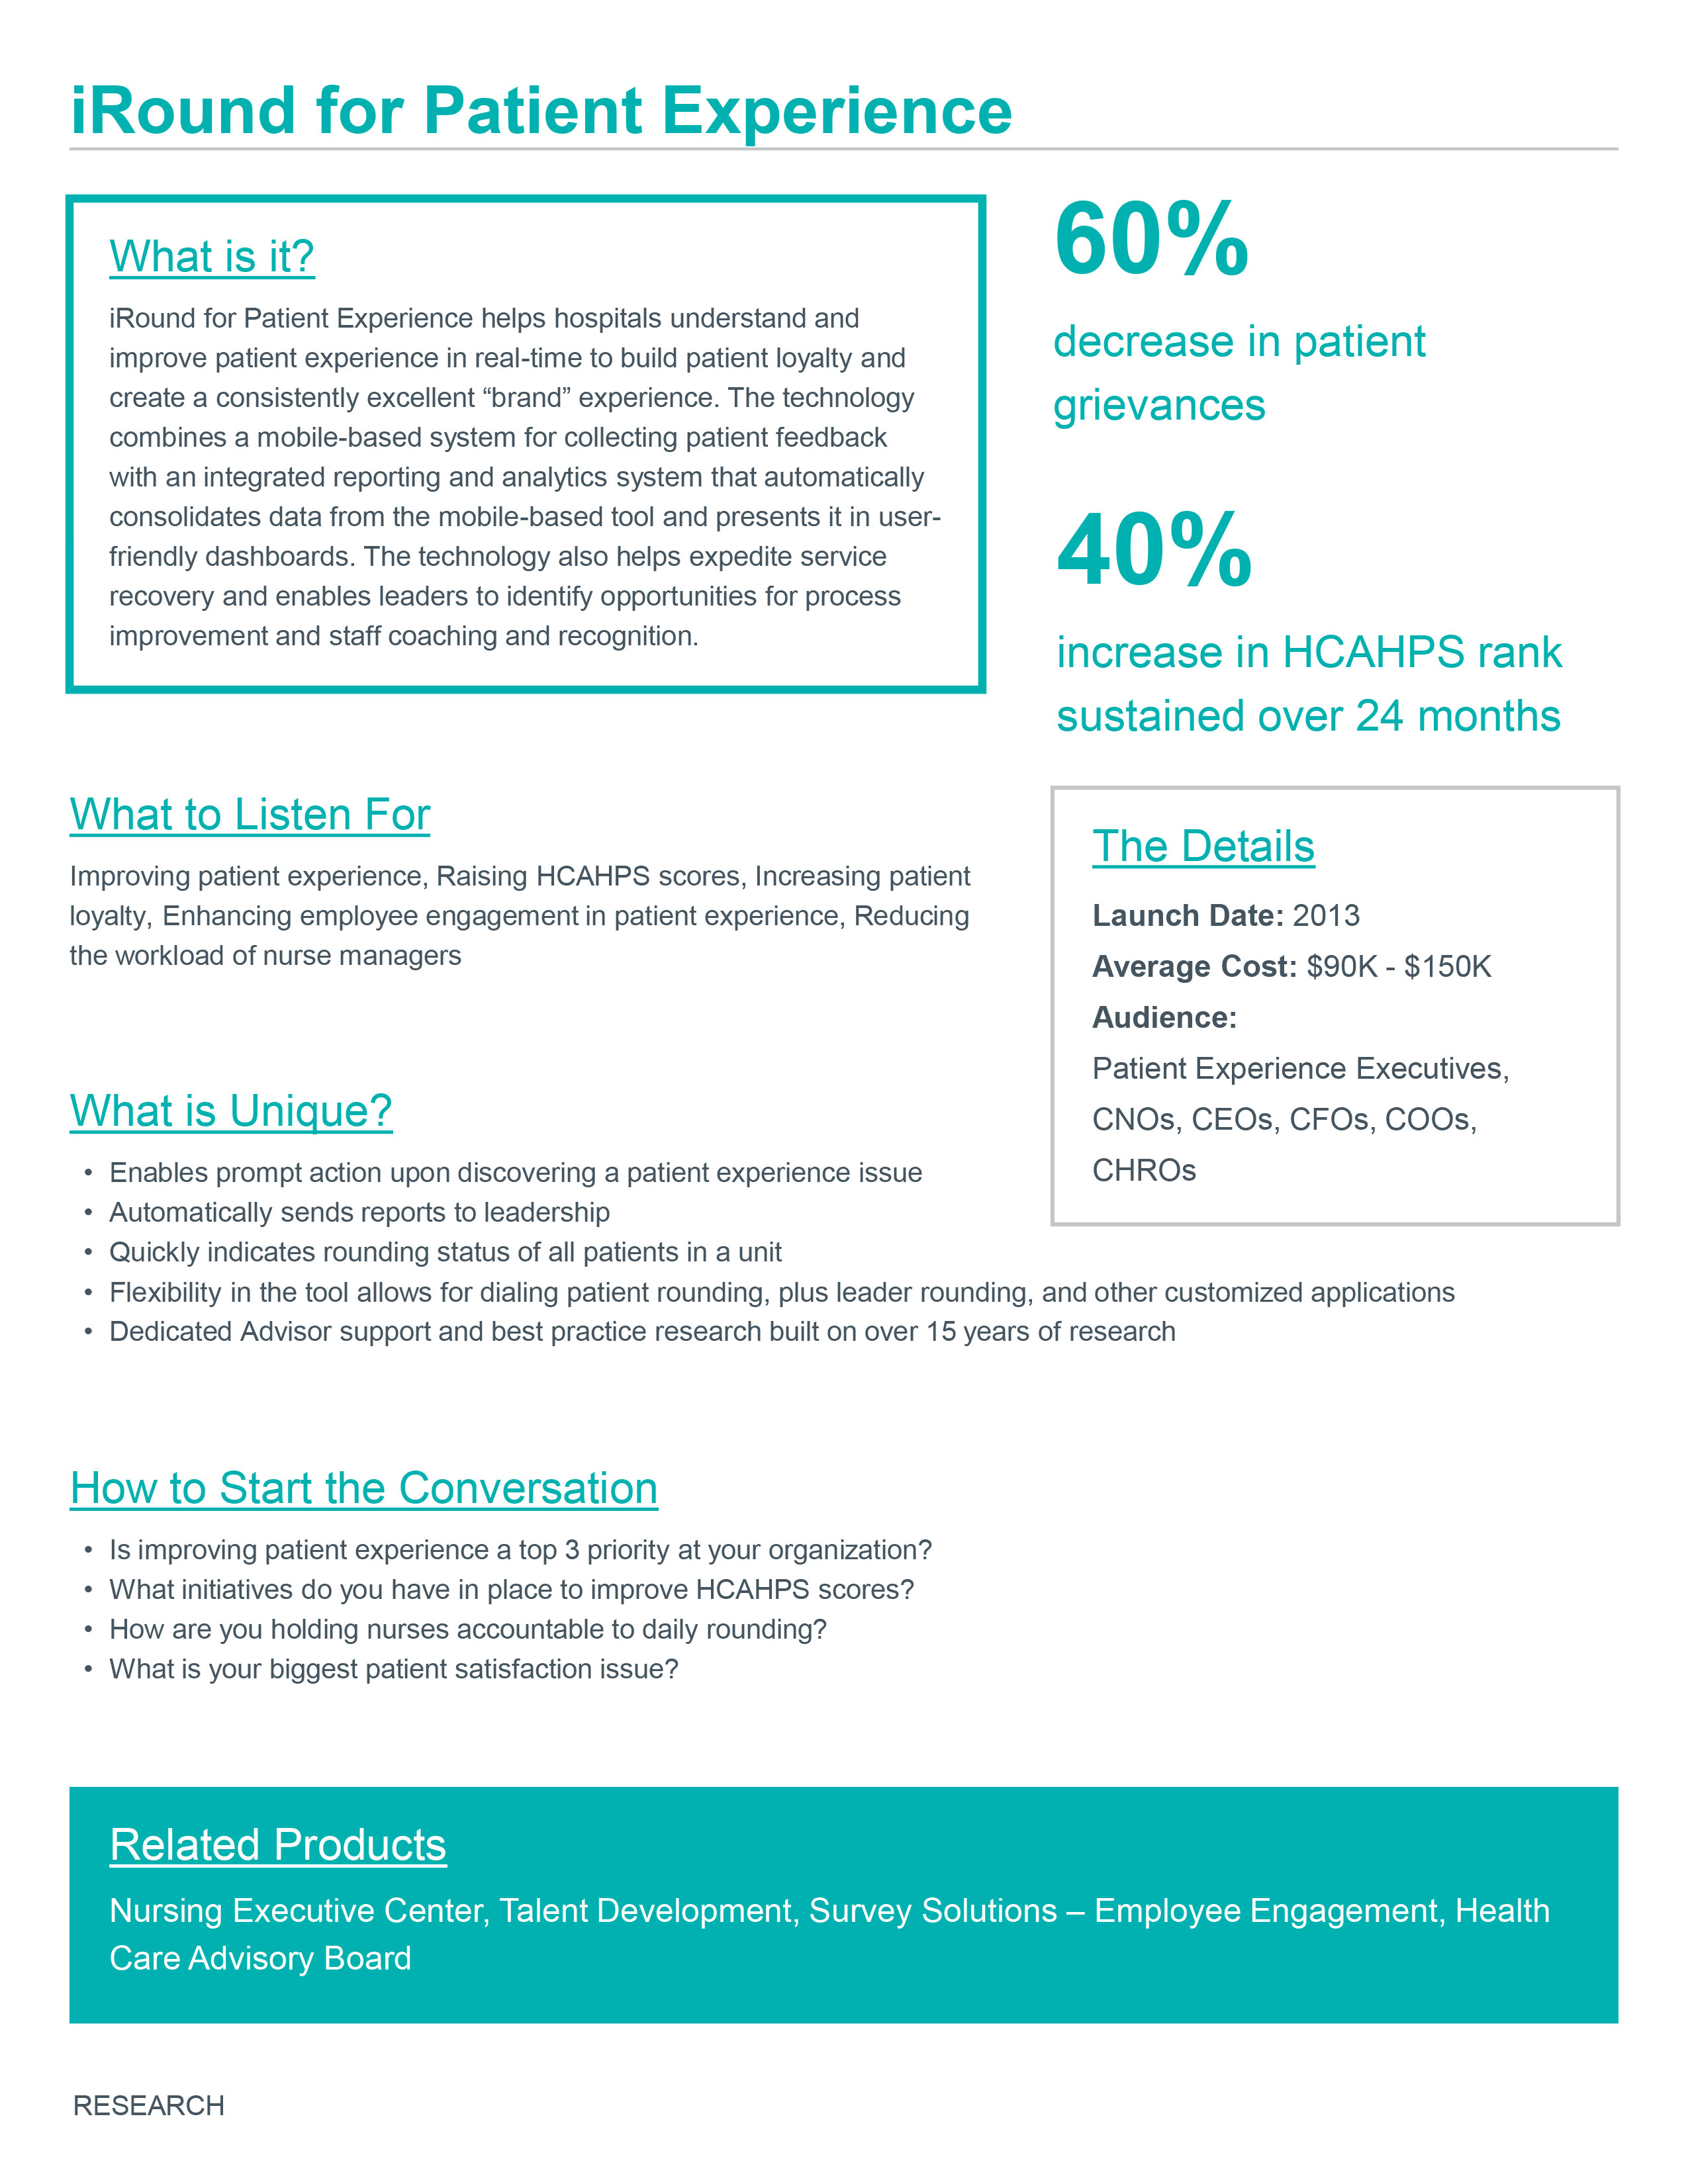 iRound for Patient Experience
What is it?
iRound for Patient Experience helps hospitals understand and
improve patient experience in real-time to build patient loyalty and
create a consistently excellent “brand” experience. The technology
combines a mobile-based system for collecting patient feedback
with an integrated reporting and analytics system that automatically
consolidates data from the mobile-based tool and presents it in user-
friendly dashboards. The technology also helps expedite service
recovery and enables leaders to identify opportunities for process
improvement and staff coaching and recognition.
60%
decrease in patient
grievances
40%
increase in HCAHPS rank
sustained over 24 months
What to Listen For
Improving patient experience, Raising HCAHPS scores, Increasing patient
loyalty, Enhancing employee engagement in patient experience, Reducing
the workload of nurse managers
The Details
Launch Date: 2013
Average Cost: $90K - $150K
Audience:
Patient Experience Executives,
CNOs, CEOs, CFOs, COOs,
CHROs
What is Unique?
• Enables prompt action upon discovering a patient experience issue
• Automatically sends reports to leadership
• Quickly indicates rounding status of all patients in a unit
• Flexibility in the tool allows for dialing patient rounding, plus leader rounding, and other customized applications
• Dedicated Advisor support and best practice research built on over 15 years of research
How to Start the Conversation
• Is improving patient experience a top 3 priority at your organization?
• What initiatives do you have in place to improve HCAHPS scores?
• How are you holding nurses accountable to daily rounding?
• What is your biggest patient satisfaction issue?
Related Products
Nursing Executive Center, Talent Development, Survey Solutions – Employee Engagement, Health
Care Advisory Board
RESEARCH